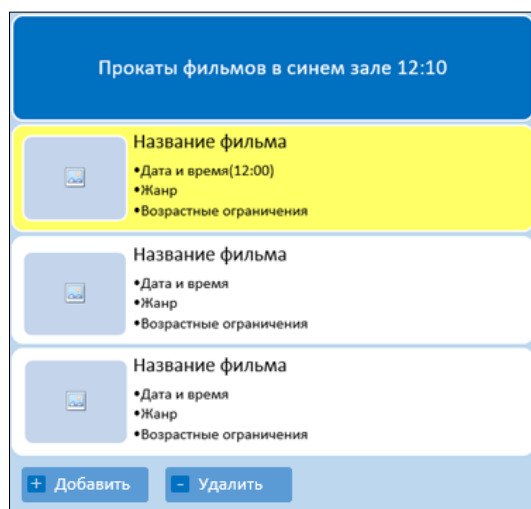 Прокаты фильмов в синем зале 12:10
Название фильма
•Дата и время(12:00)
•Жанр
•Возрастные ограничения
Название фильма
•Дата и время
•Жанр
•Возрастные ограничения
Название фильма
•Дата и время
•Жанр
•Возрастные ограничения
+ Добавить
- Удалить